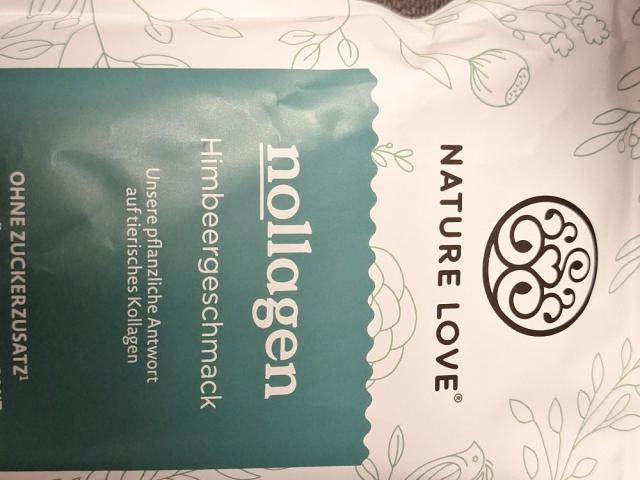 NATURE LOVE®
nollagen
Himbeergeschmack
Unsere pflanzliche Antwort
auf tierisches Kollagen
OHNE ZUCKERZUSATZ¹